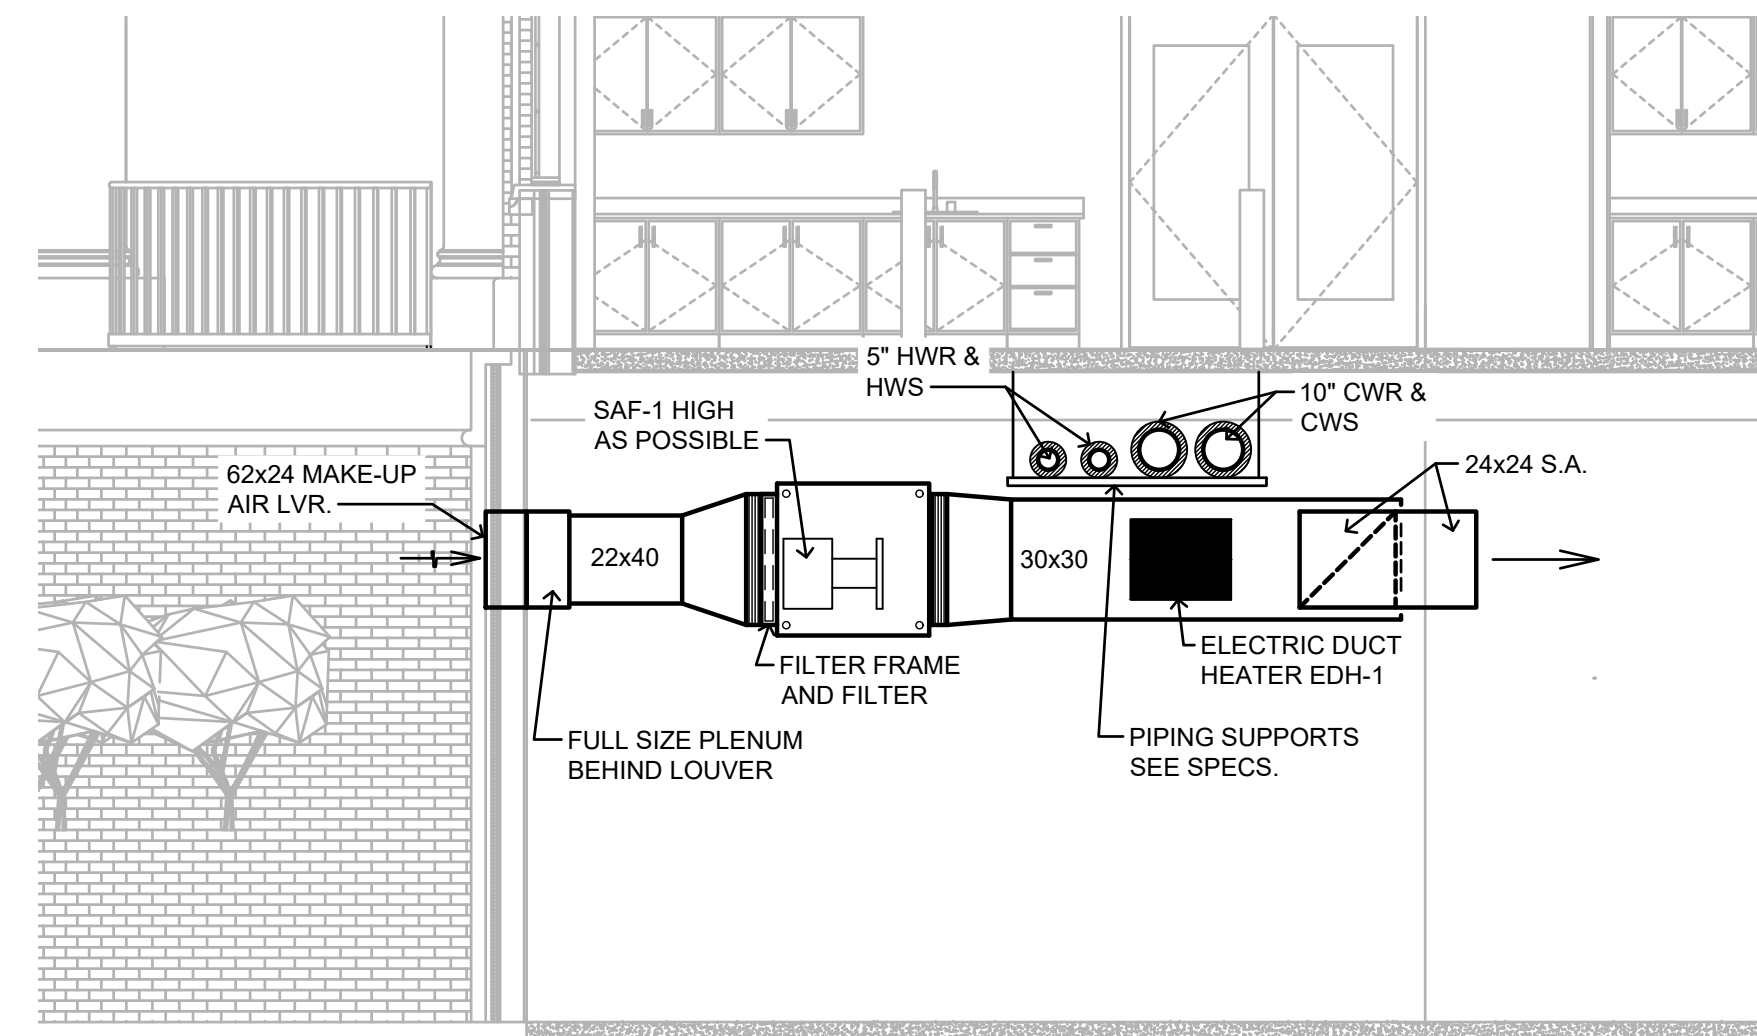 5" HWR &
HWS
10" CWR &
CWS
SAF-1 HIGH
AS POSSIBLE
62x24 MAKE-UP
AIR LVR.
24x24 S.A.
22x40
30x30
ELECTRIC DUCT
HEATER EDH-1
FILTER FRAME
AND FILTER
FULL SIZE PLENUM
BEHIND LOUVER
PIPING SUPPORTS
SEE SPECS.